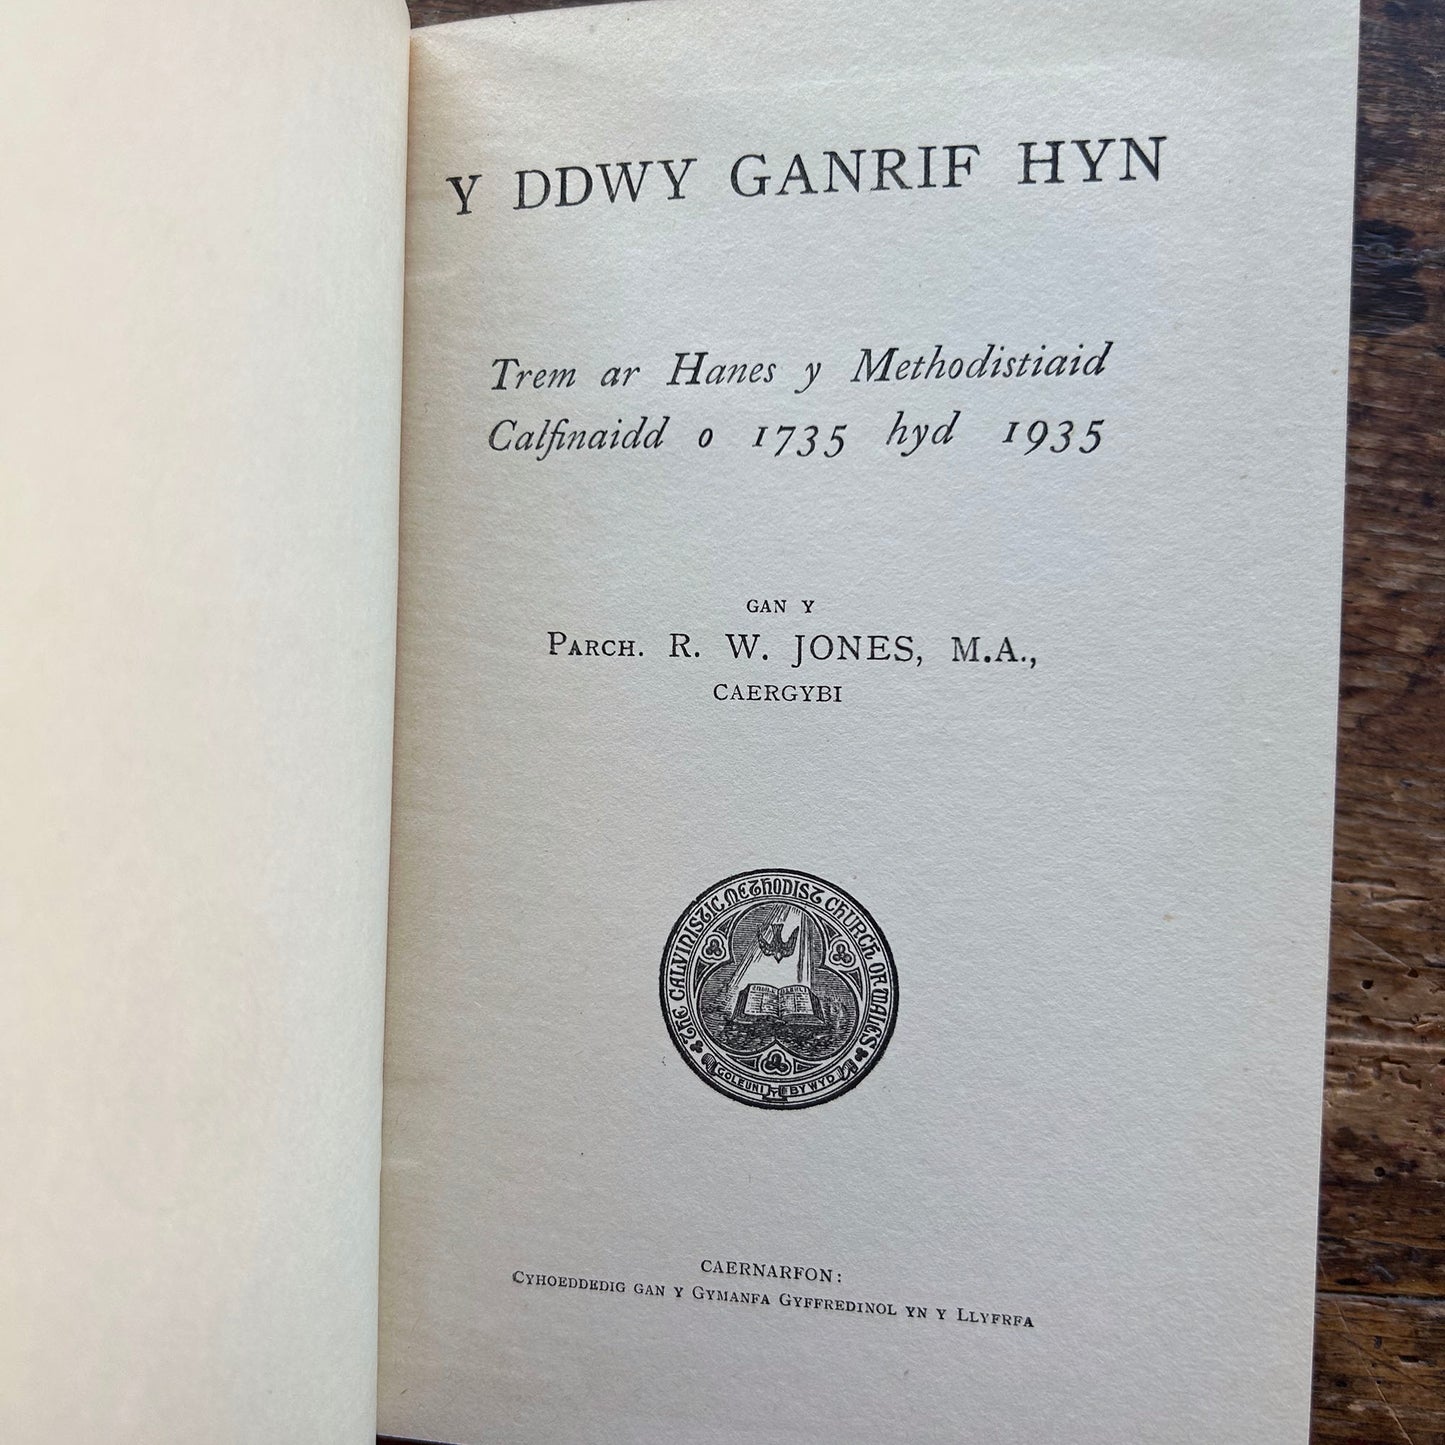 Y DDWY GANRIF HYN
Trem ar Hanes y Methodistiaid
Calfinaidd o 1735 hyd 1935
GAN Y
PARCH. R. W. JONES, M.A.,
CAERGYBI
THE CALVINISTIC METHODIST CHURCH OF WALES
GOLEUNI Y BYWYD
CAERNARFON:
CYHOEDDEDIG GAN Y GYMANFA GYFFREDINOL YN Y LLYFRFA